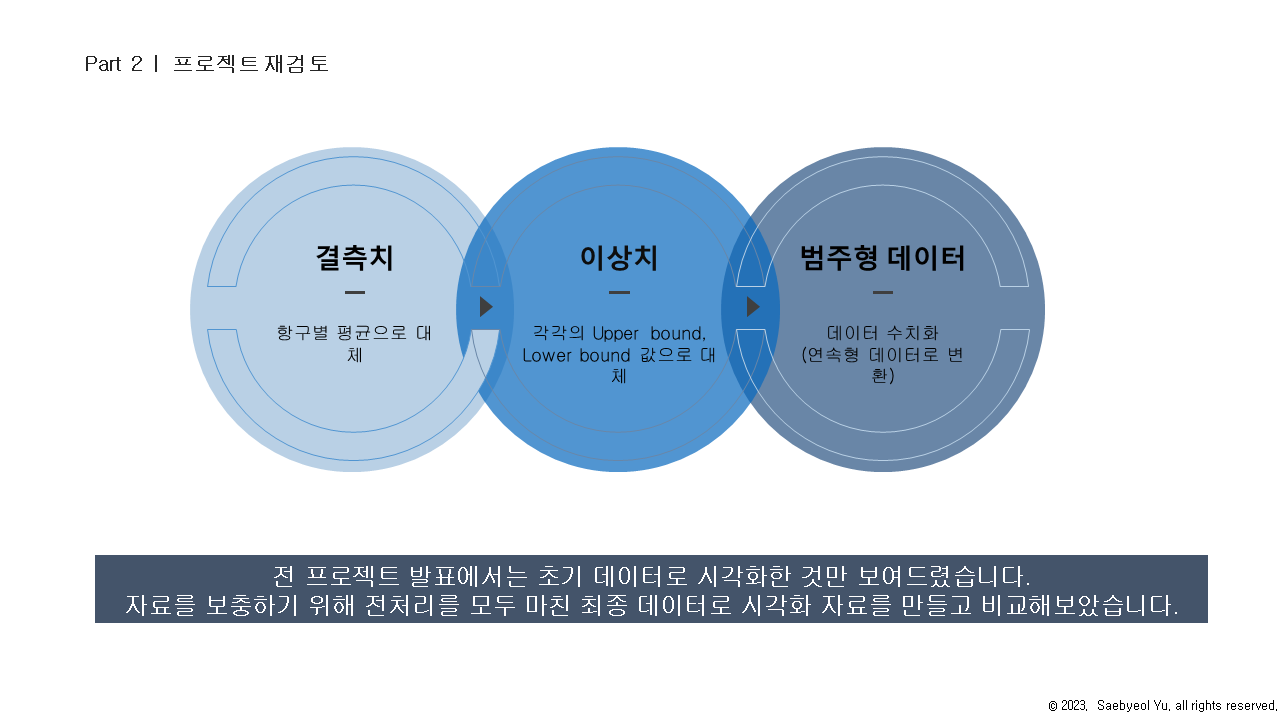 Part 2 ㅣ 프로젝트 재검토
결측치
항구별 평균으로 대
체
이상치
각각의 Upper bound,
Lower bound 값으로 대
체
범주형 데이터
데이터 수치화
(연속형 데이터로 변
환)
전 프로젝트 발표에서는 초기 데이터로 시각화한 것만 보여드렸습니다.
자료를 보충하기 위해 전처리를 모두 마친 최종 데이터로 시각화 자료를 만들고 비교해보았습니다.
© 2023. Saebyeol Yu. all rights reserved.